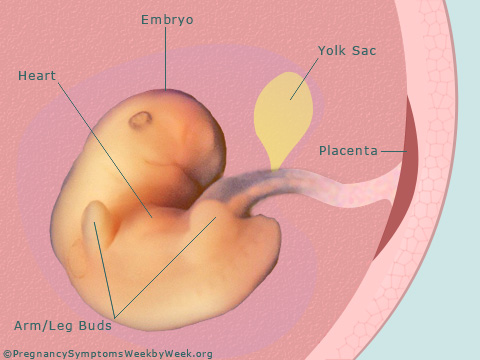 Embryo
Yolk Sac
Heart
Placenta
Arm/Leg Buds
©PregnancySymptomsWeekbyWeek.org